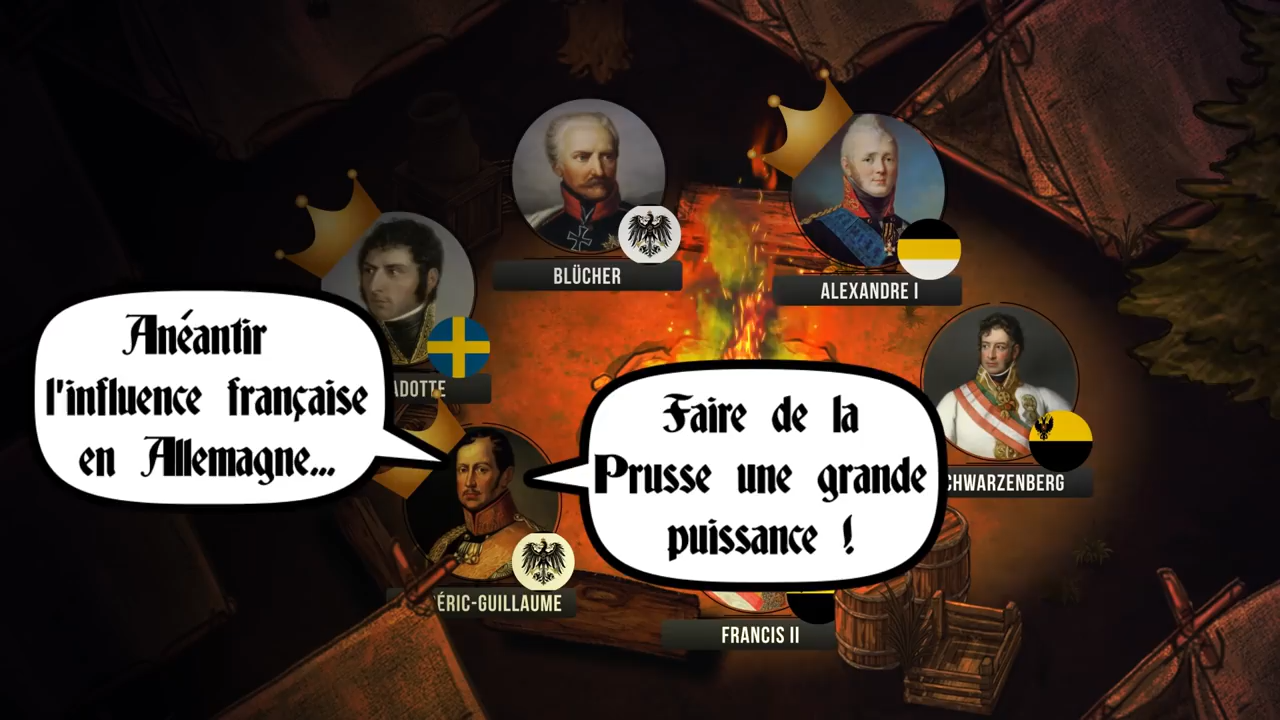 BLÜCHER
ALEXANDRE I
Anéantir
l'influence française
en Allemagne...
ADOTTE
Faire de la
Prusse une grande
puissance !
CHWARZENBERG
ÉRIC-GUILLAUME
FRANCIS II